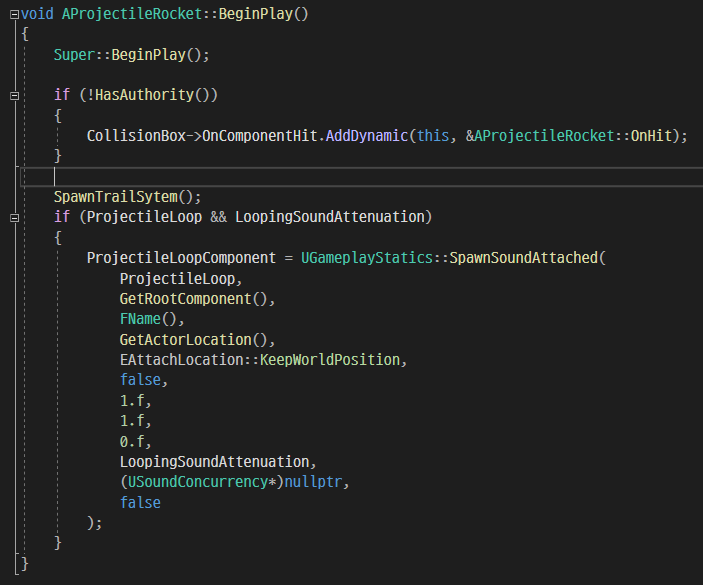 void AProjectileRocket::BeginPlay()
{
    Super::BeginPlay();

    if (!HasAuthority())
    {
        CollisionBox->OnComponentHit.AddDynamic(this, &AProjectileRocket::OnHit);
    }

    SpawnTrailSytem();
    if (ProjectileLoop && LoopingSoundAttenuation)
    {
        ProjectileLoopComponent = UGameplayStatics::SpawnSoundAttached(
            ProjectileLoop,
            GetRootComponent(),
            FName(),
            GetActorLocation(),
            EAttachLocation::KeepWorldPosition,
            false,
            1.f,
            1.f,
            0.f,
            LoopingSoundAttenuation,
            (USoundConcurrency*)nullptr,
            false
        );
    }
}